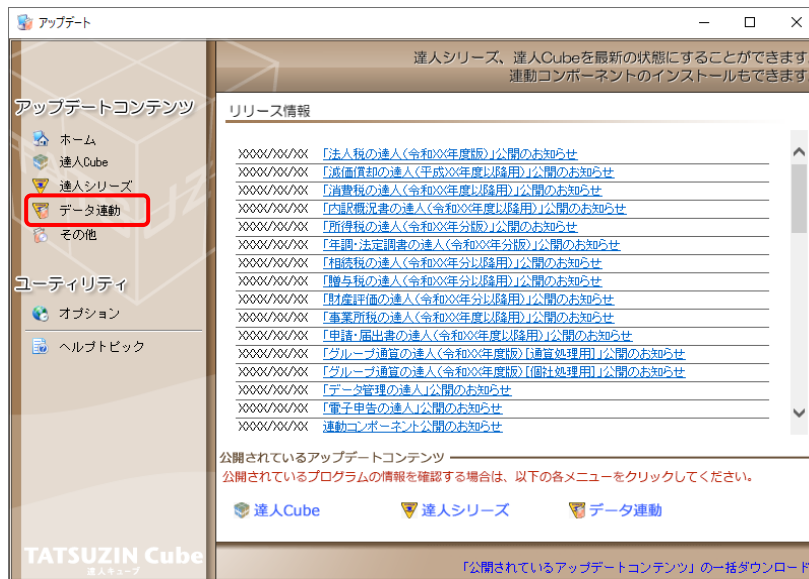 アップデート
達人シリーズ、達人Cubeを最新の状態にすることができます
連動コンポーネントのインストールもできます
アップデートコンテンツ
ホーム
達人Cube
達人シリーズ
データ連動
その他
ユーティリティ
オプション
ヘルプトピック
リリース情報
XXXX/XX/XX 「法人税の達人(令和XX年度版)」公開のお知らせ
XXXX/XX/XX 「減価償却の達人(平成XX年度以降用)」公開のお知らせ
XXXX/XX/XX 「消費税の達人(令和XX年度以降用)」公開のお知らせ
XXXX/XX/XX 「内訳概況書の達人(令和XX年度以降用)」公開のお知らせ
XXXX/XX/XX 「所得税の達人(令和XX年分版)」公開のお知らせ
XXXX/XX/XX 「年調・法定調書の達人(令和XX年分版)」公開のお知らせ
XXXX/XX/XX 「相続税の達人(令和XX年分以降用)」公開のお知らせ
XXXX/XX/XX 「贈与税の達人(令和XX年分以降用)」公開のお知らせ
XXXX/XX/XX 「財産評価の達人(令和XX年分以降用)」公開のお知らせ
XXXX/XX/XX 「事業所税の達人(令和XX年度以降用)」公開のお知らせ
XXXX/XX/XX 「申請・届出書の達人(令和XX年度以降用)」公開のお知らせ
XXXX/XX/XX 「グループ通算の達人(令和XX年度版)[通算処理用]」公開のお知らせ
XXXX/XX/XX 「グループ通算の達人(令和XX年度版)[個社処理用]」公開のお知らせ
XXXX/XX/XX 「データ管理の達人」公開のお知らせ
XXXX/XX/XX 「電子申告の達人」公開のお知らせ
XXXX/XX/XX 連動コンポーネント公開のお知らせ
公開されているアップデートコンテンツ
公開されているプログラムの情報を確認する場合は、以下の各メニューをクリックしてください。
達人Cube 達人シリーズ データ連動
TATSUZIN Cube
達人キューブ
「公開されているアップデートコンテンツ」の一括ダウンロード